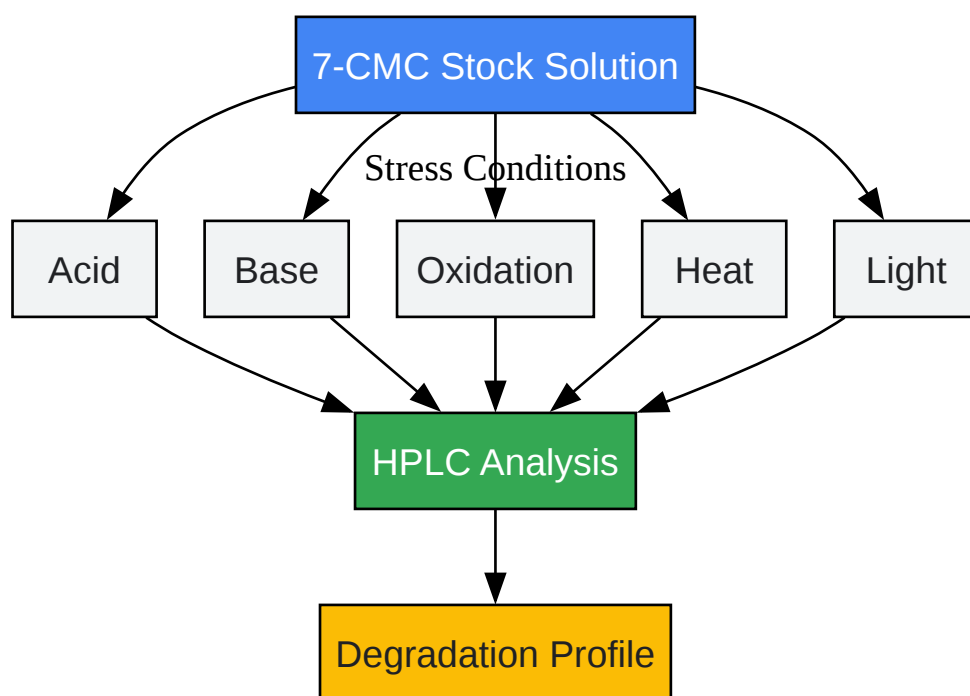 7-CMC Stock Solution
Stress Conditions
Acid
Base
Oxidation
Heat
Light
HPLC Analysis
Degradation Profile